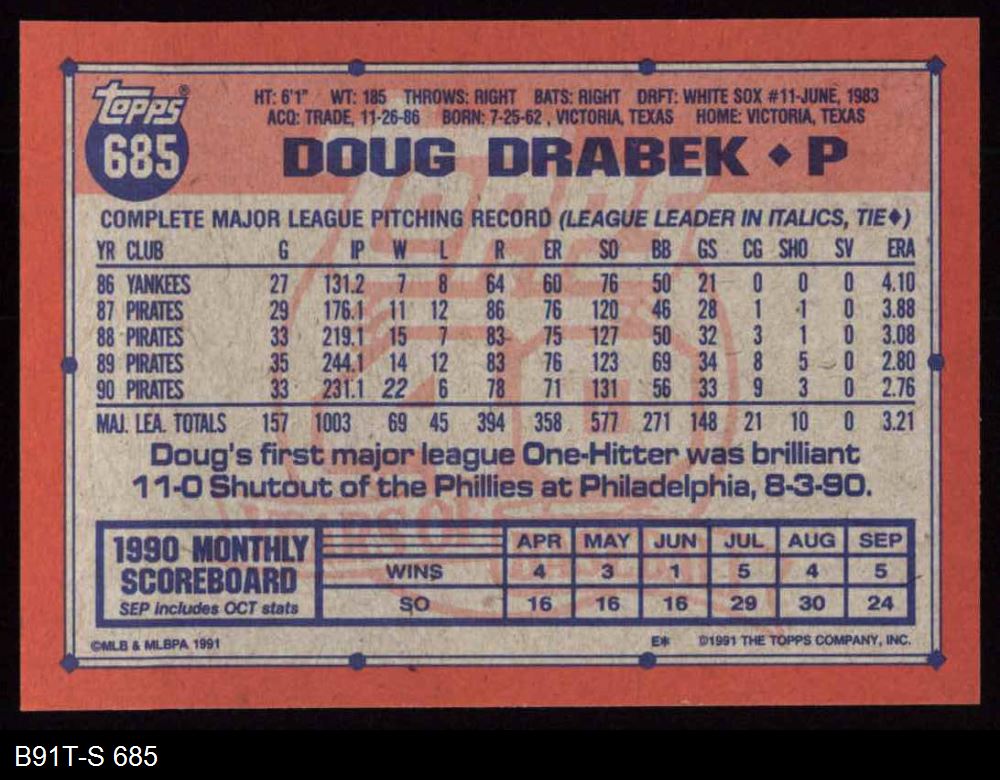 Topps®
685
HT: 6'1" WT: 185 THROWS: RIGHT BATS: RIGHT DRFT: WHITE SOX #11-JUNE, 1983
ACQ: TRADE, 11-26-86 BORN: 7-25-62, VICTORIA, TEXAS HOME: VICTORIA, TEXAS
DOUG DRABEK ◆ P
COMPLETE MAJOR LEAGUE PITCHING RECORD (LEAGUE LEADER IN ITALICS, TIE◆)
YR CLUB G IP W L R ER SO BB GS CG SHO SV ERA
86 YANKEES 27 131.2 7 8 64 60 76 50 21 0 0 0 4.10
87 PIRATES 29 176.1 11 12 86 76 120 46 28 1 1 0 3.88
88 PIRATES 33 219.1 15 7 83 75 127 50 32 3 1 0 3.08
89 PIRATES 35 244.1 14 12 83 76 123 69 34 8 5 0 2.80
90 PIRATES 33 231.1 22 6 78 71 131 56 33 9 3 0 2.76
MAJ. LEA. TOTALS 157 1003 69 45 394 358 577 271 148 21 10 0 3.21
Doug's first major league One-Hitter was brilliant
11-0 Shutout of the Phillies at Philadelphia, 8-3-90.
1990 MONTHLY
SCOREBOARD
SEP includes OCT stats
APR MAY JUN JUL AUG SEP
WINS 4 3 1 5 4 5
SO 16 16 16 29 30 24
©MLB & MLBPA 1991
E* ©1991 THE TOPPS COMPANY, INC.
B91T-S 685